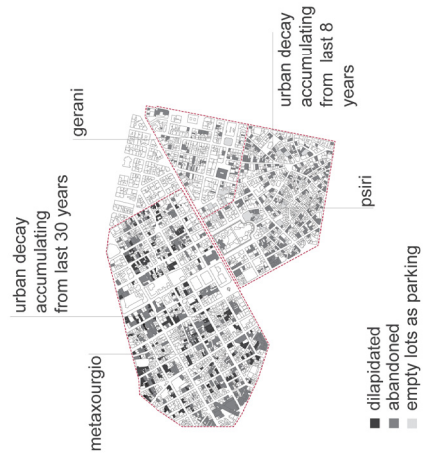 metaxourgio
urban decay
accumulating
from last 30 years
gerani
urban decay
accumulating
from last 8
years
psiri
dilapidated
abandoned
empty lots as parking